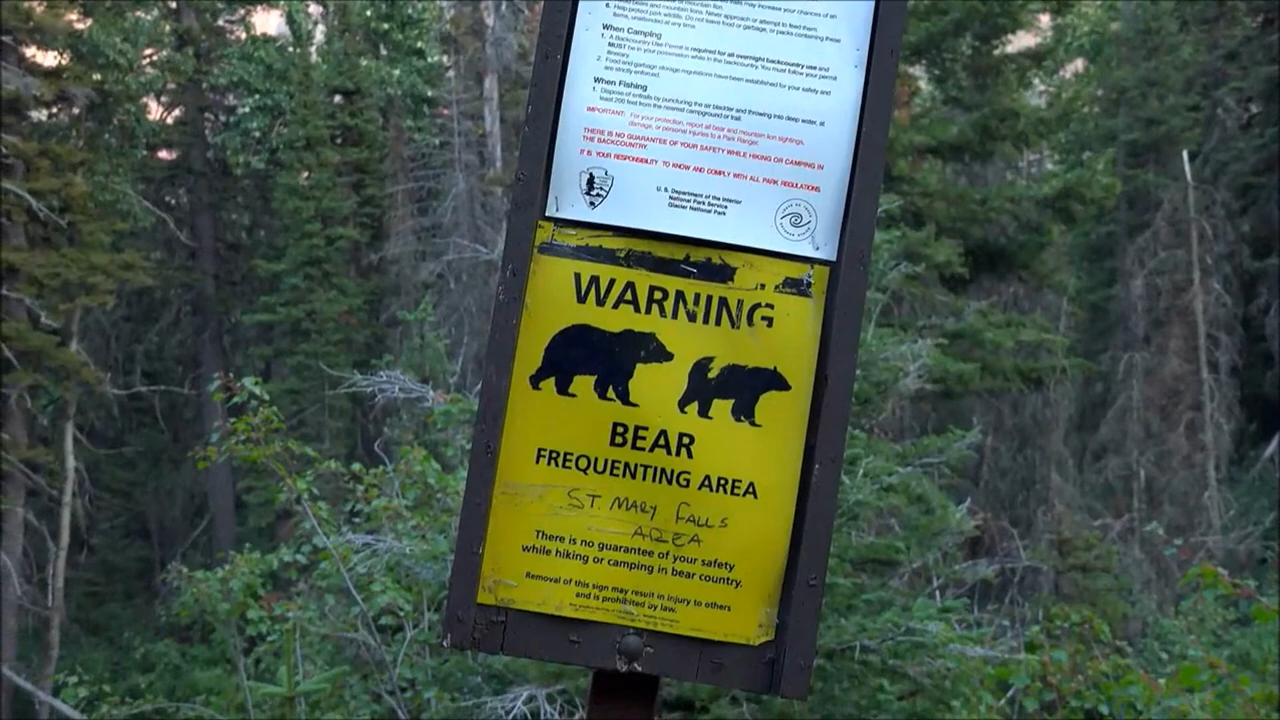 may increase your chances of an
bears and mountain lions. Never approach or attempt to feed them.
6. Help protect park wildlife. Do not leave food or garbage, or packs containing these
items, unattended at any time.
When Camping
1. A Backcountry Use Permit is required for all overnight backcountry use and
MUST be in your possession while in the backcountry. You must follow your permit
itinerary.
2. Food and garbage storage regulations have been established for your safety and
are strictly enforced.
When Fishing
1. Dispose of entrails by puncturing the air bladder and throwing into deep water, at
least 200 feet from the nearest campground or trail.
IMPORTANT: For your protection, report all bear and mountain lion sightings,
damage, or personal injuries to a Park Ranger.
THERE IS NO GUARANTEE OF YOUR SAFETY WHILE HIKING OR CAMPING IN
THE BACKCOUNTRY.
IT IS YOUR RESPONSIBILITY TO KNOW AND COMPLY WITH ALL PARK REGULATIONS.
U. S. Department of the Interior
National Park Service
Glacier National Park
WARNING
BEAR
FREQUENTING AREA
ST. MARY FALLS
AREA
There is no guarantee of your safety
while hiking or camping in bear country.
Removal of this sign may result in injury to others
and is prohibited by law.